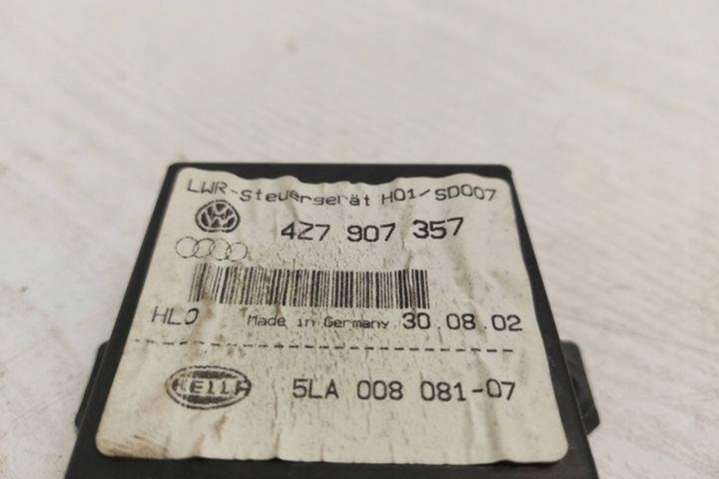 LWR-Steuergerät H01/SD007
4Z7 907 357
HLO Made in Germany 30.08.02
HELLA 5LA 008 081-07